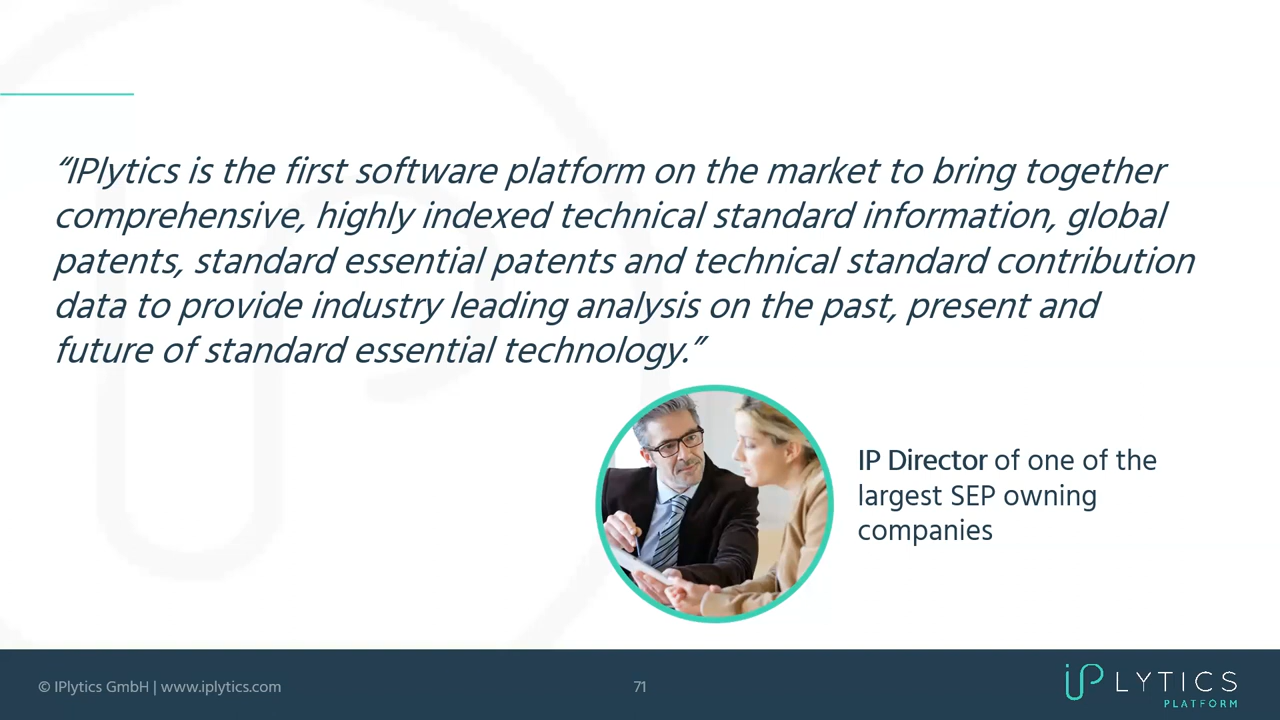 “IPlytics is the first software platform on the market to bring together
comprehensive, highly indexed technical standard information, global
patents, standard essential patents and technical standard contribution
data to provide industry leading analysis on the past, present and
future of standard essential technology.”
IP Director of one of the
largest SEP owning
companies
© IPlytics GmbH | www.iplytics.com
71
iPLYTICS
PLATFORM